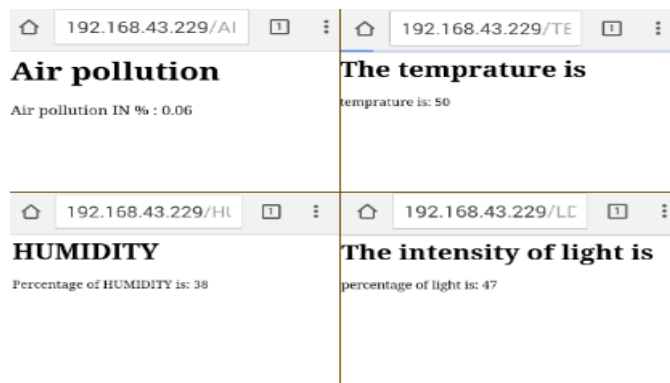 192.168.43.229/AI 1
Air pollution
Air pollution IN % : 0.06
192.168.43.229/TE 1
The temprature is
temprature is: 50
192.168.43.229/HU 1
HUMIDITY
Percentage of HUMIDITY is: 38
192.168.43.229/LD 1
The intensity of light is
percentage of light is: 47